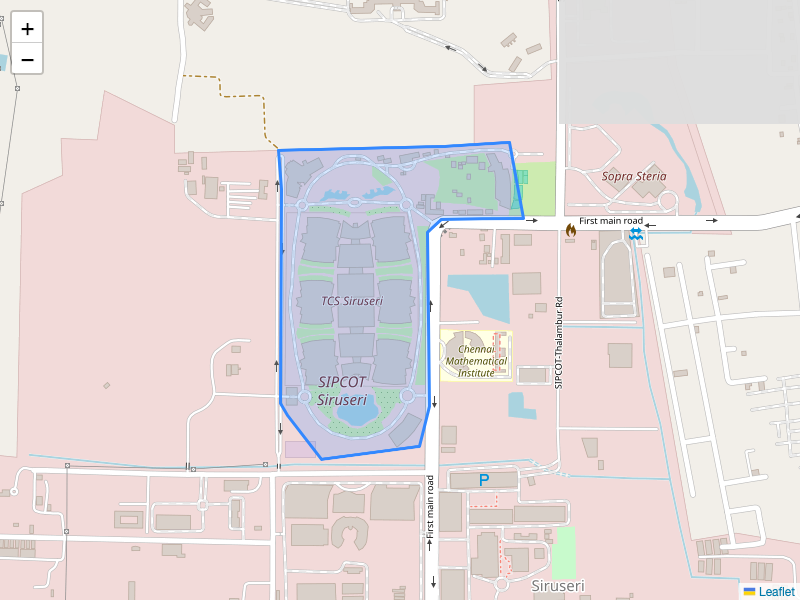 +
−
Sopra Steria
First main road
TCS Siruseri
SIPCOT-Thalambur Rd
Chennai
Mathematical
Institute
SIPCOT
Siruseri
First main road
P
Siruseri
Leaflet